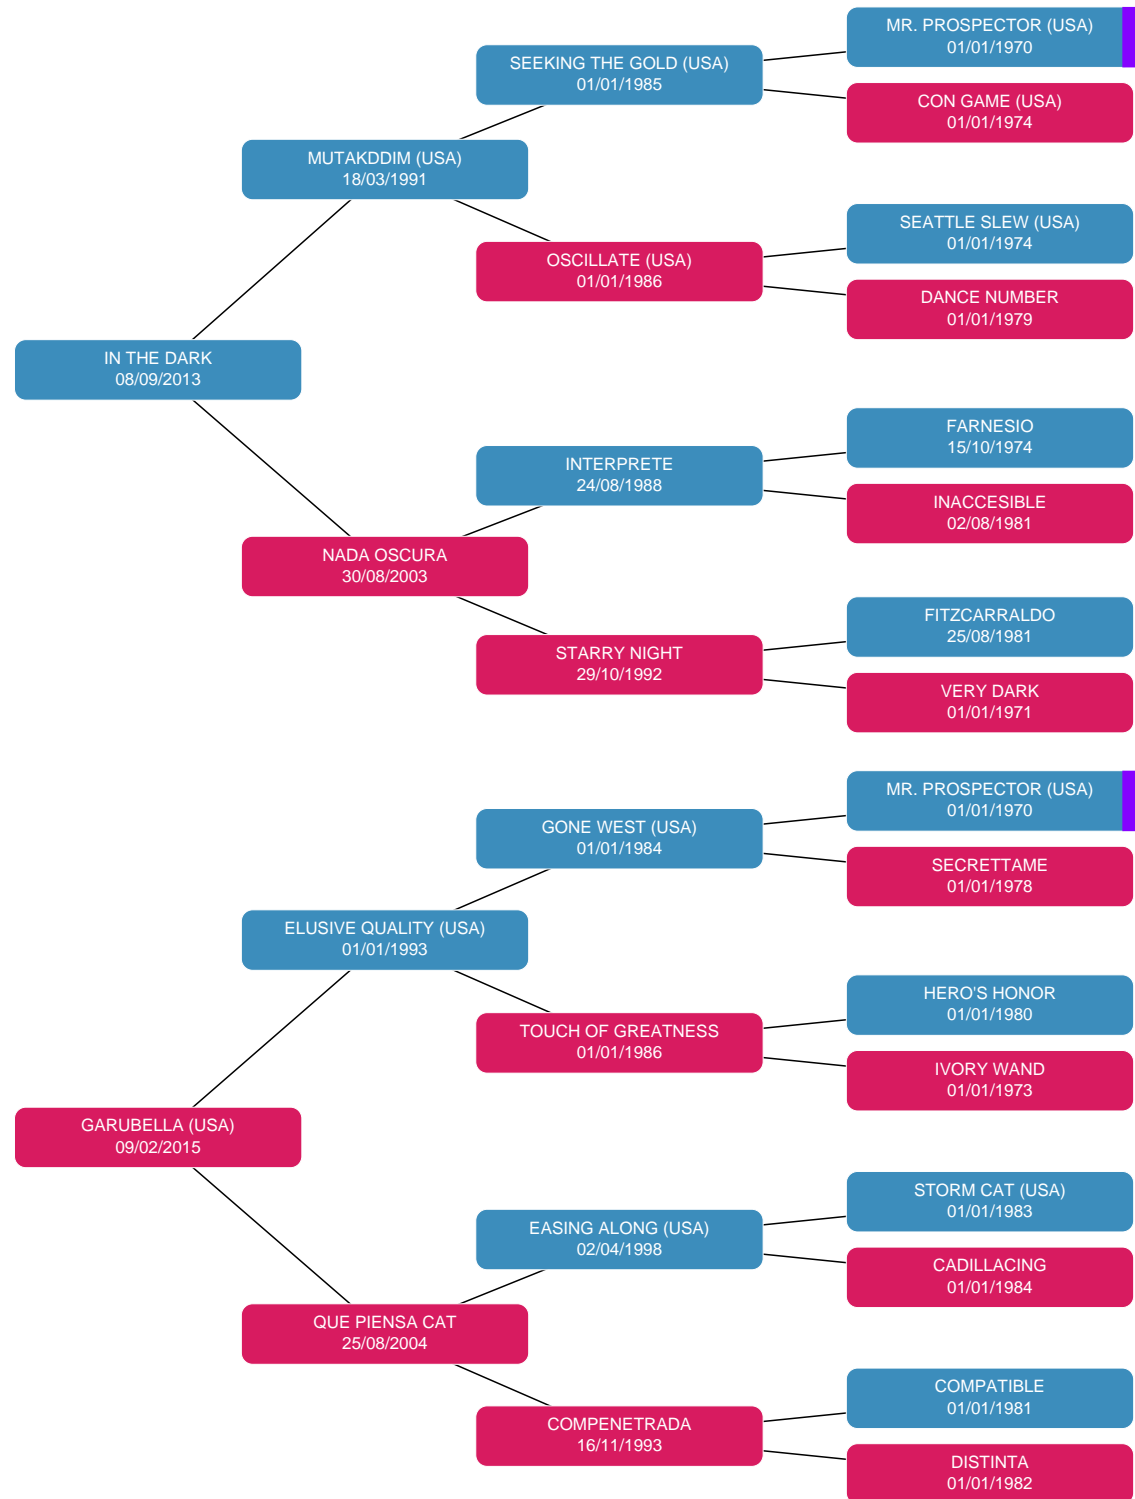 MR. PROSPECTOR (USA)
01/01/1970
SEEKING THE GOLD (USA)
01/01/1985
CON GAME (USA)
01/01/1974
MUTAKDDIM (USA)
18/03/1991
SEATTLE SLEW (USA)
01/01/1974
OSCILLATE (USA)
01/01/1986
DANCE NUMBER
01/01/1979
IN THE DARK
08/09/2013
FARNESIO
15/10/1974
INTERPRETE
24/08/1988
INACCESIBLE
02/08/1981
NADA OSCURA
30/08/2003
FITZCARRALDO
25/08/1981
STARRY NIGHT
29/10/1992
VERY DARK
01/01/1971
MR. PROSPECTOR (USA)
01/01/1970
GONE WEST (USA)
01/01/1984
SECRETTAME
01/01/1978
ELUSIVE QUALITY (USA)
01/01/1993
HERO'S HONOR
01/01/1980
TOUCH OF GREATNESS
01/01/1986
IVORY WAND
01/01/1973
GARUBELLA (USA)
09/02/2015
STORM CAT (USA)
01/01/1983
EASING ALONG (USA)
02/04/1998
CADILLACING
01/01/1984
QUE PIENSA CAT
25/08/2004
COMPATIBLE
01/01/1981
COMPENETRADA
16/11/1993
DISTINTA
01/01/1982